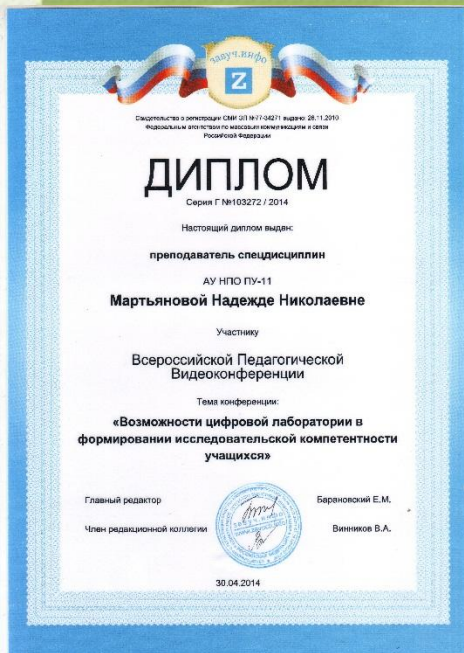 завуч.инфо
Z
Свидетельство о регистрации СМИ ЭЛ №77-34271 выдано: 28.11.2010
Федеральным агентством по массовым коммуникациям и связи
Российской Федерации
ДИПЛОМ
Серия Г №103272 / 2014
Настоящий диплом выдан:
преподаватель спецдисциплин
АУ НПО ПУ-11
Мартьяновой Надежде Николаевне
Участнику
Всероссийской Педагогической
Видеоконференции
Тема конференции:
«Возможности цифровой лаборатории в
формировании исследовательской компетентности
учащихся»
Главный редактор
Барановский Е.М.
Член редакционной коллегии
Винников В.А.
30.04.2014